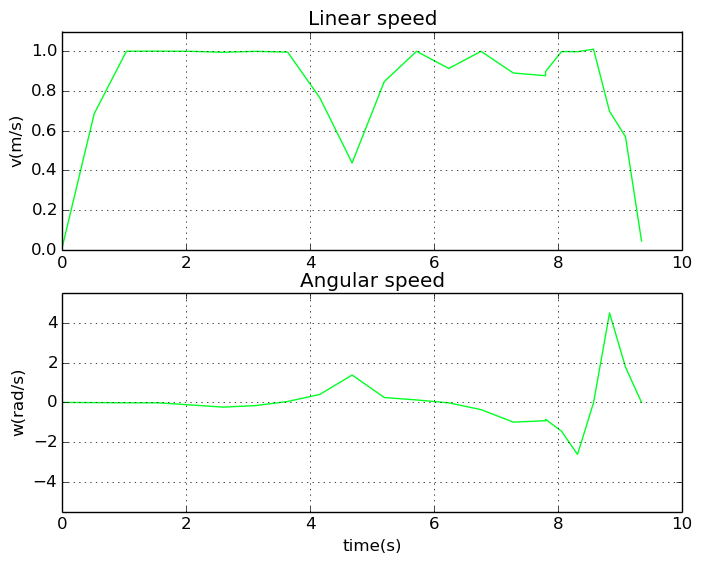 Linear speed
v(m/s)
1.0
0.8
0.6
0.4
0.2
0.0
0 2 4 6 8 10
Angular speed
w(rad/s)
4
2
0
−2
−4
0 2 4 6 8 10
time(s)